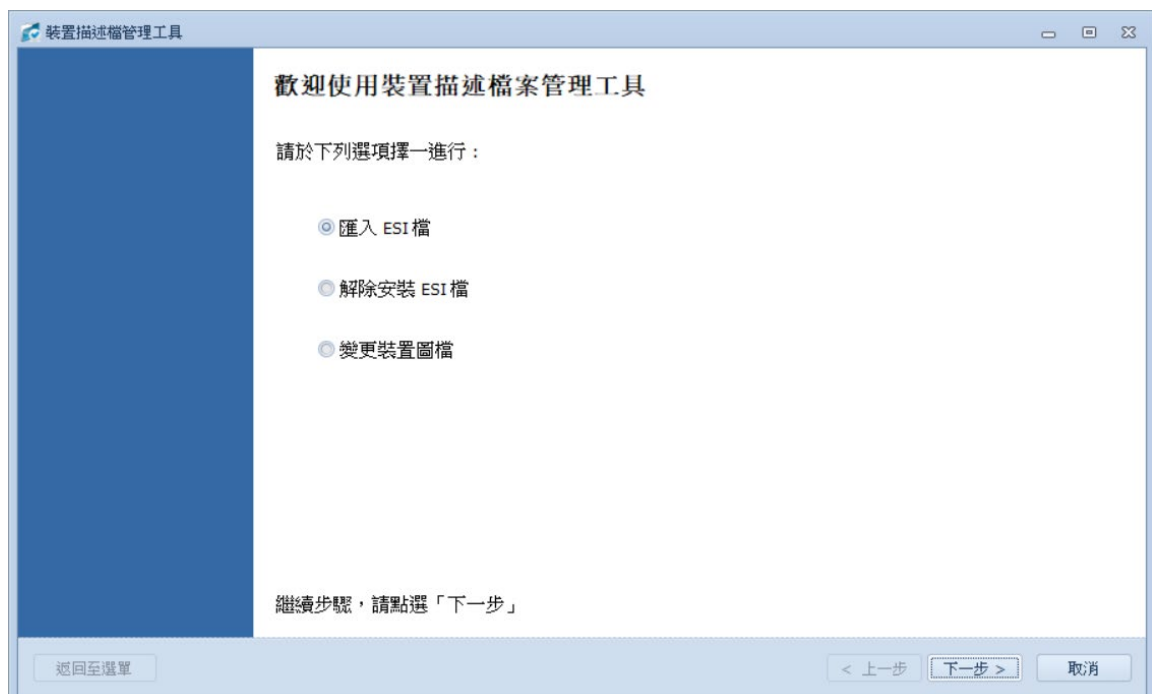 裝置描述檔管理工具
歡迎使用裝置描述檔案管理工具
請於下列選項擇一進行：
匯入 ESI 檔
解除安裝 ESI 檔
變更裝置圖檔
繼續步驟，請點選「下一步」
返回至選單
< 上一步
下一步 >
取消